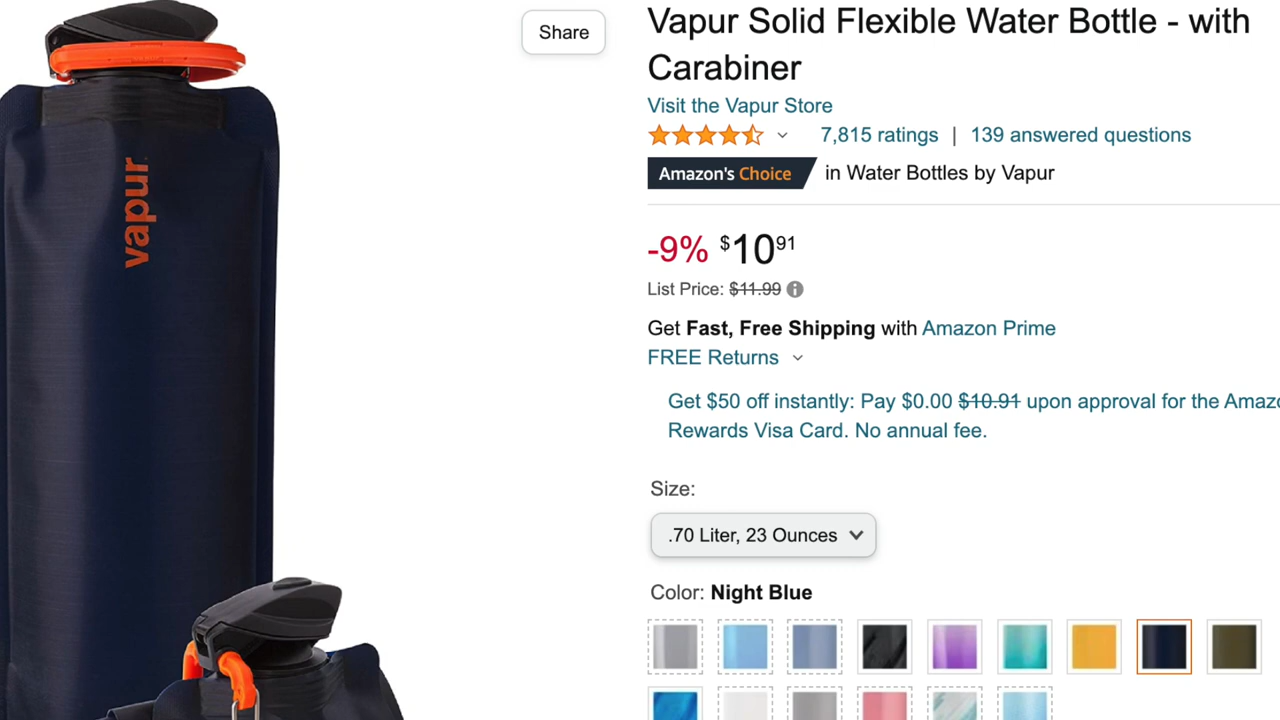 vapur
Share
Vapur Solid Flexible Water Bottle - with
Carabiner
Visit the Vapur Store
7,815 ratings | 139 answered questions
Amazon's Choice in Water Bottles by Vapur
-9% $10 91
List Price: $11.99
Get Fast, Free Shipping with Amazon Prime
FREE Returns
Get $50 off instantly: Pay $0.00 $10.91 upon approval for the Amazo
Rewards Visa Card. No annual fee.
Size:
.70 Liter, 23 Ounces
Color: Night Blue